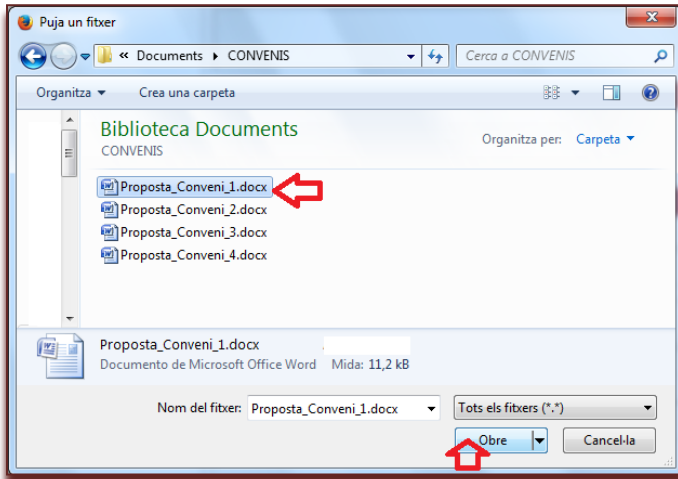 Puja un fitxer
« Documents ▸ CONVENIS
Cerca a CONVENIS
Organitza
Crea una carpeta
Biblioteca Documents
CONVENIS
Organitza per: Carpeta
Proposta_Conveni_1.docx
Proposta_Conveni_2.docx
Proposta_Conveni_3.docx
Proposta_Conveni_4.docx
Proposta_Conveni_1.docx
Documento de Microsoft Office Word Mida: 11,2 kB
Nom del fitxer: Proposta_Conveni_1.docx
Tots els fitxers (*.*)
Obre
Cancel·la